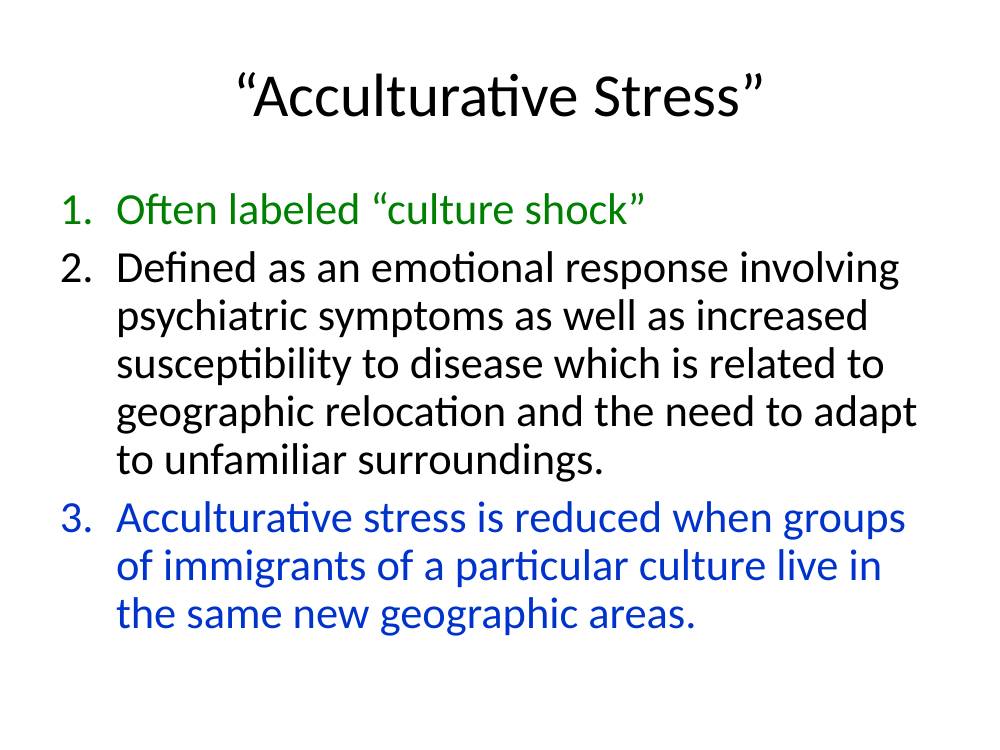 “Acculturative Stress”
1. Often labeled “culture shock”
2. Defined as an emotional response involving
psychiatric symptoms as well as increased
susceptibility to disease which is related to
geographic relocation and the need to adapt
to unfamiliar surroundings.
3. Acculturative stress is reduced when groups
of immigrants of a particular culture live in
the same new geographic areas.